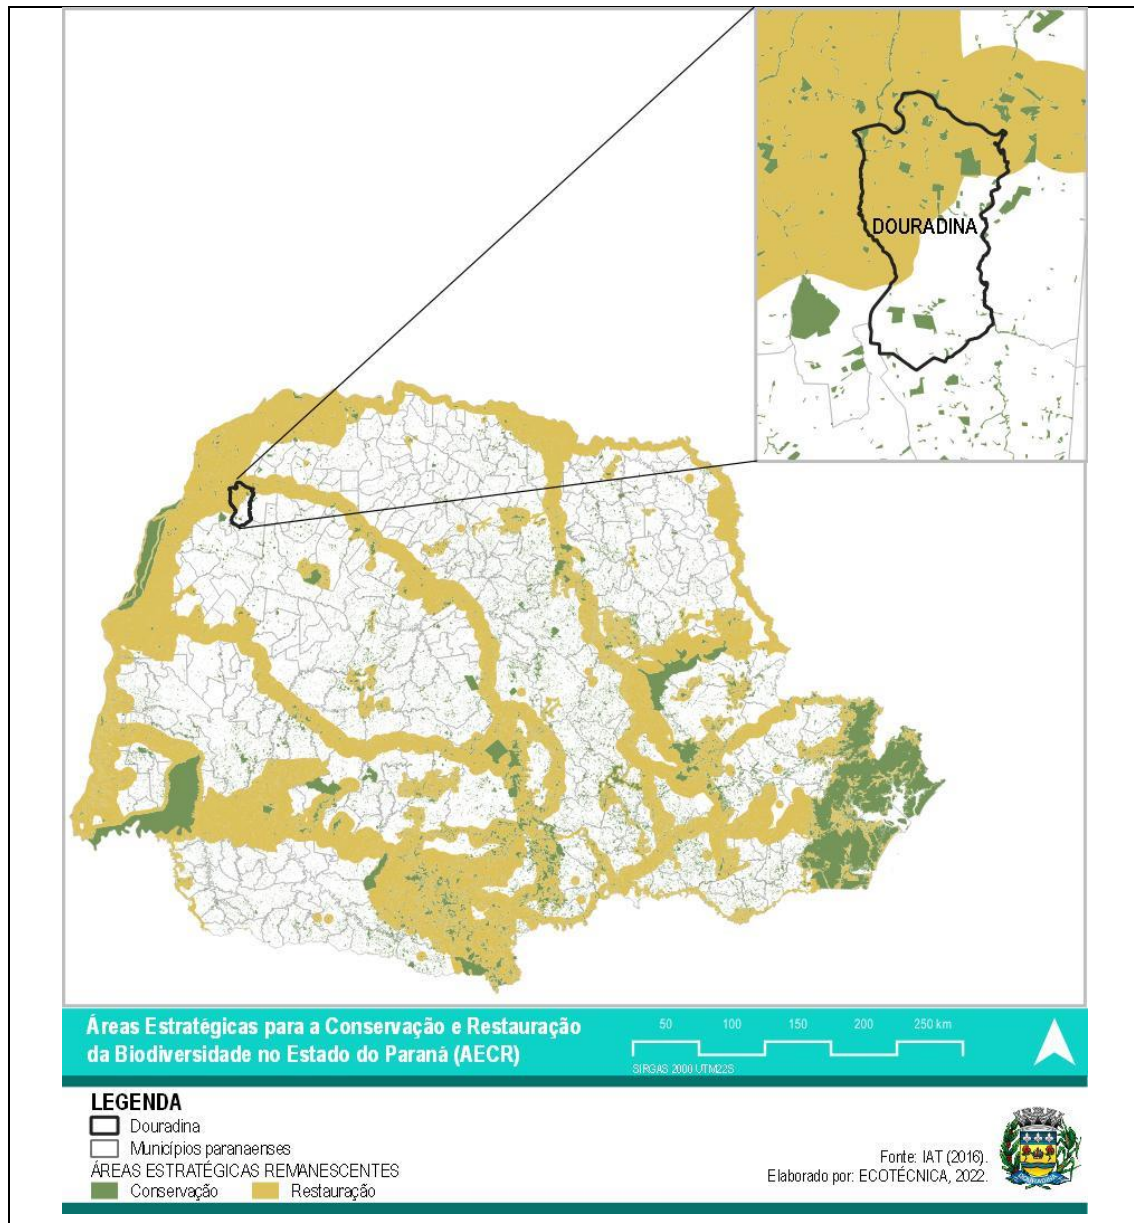 DOURADINA
Áreas Estratégicas para a Conservação e Restauração
da Biodiversidade no Estado do Paraná (AECR)
50 100 150 200 250 km
SIRGAS 2000 UTM22S
LEGENDA
Douradina
Municípios paranaenses
ÁREAS ESTRATÉGICAS REMANESCENTES
Conservação Restauração
Fonte: IAT (2016).
Elaborado por: ECOTÉCNICA, 2022.
DOURADINA